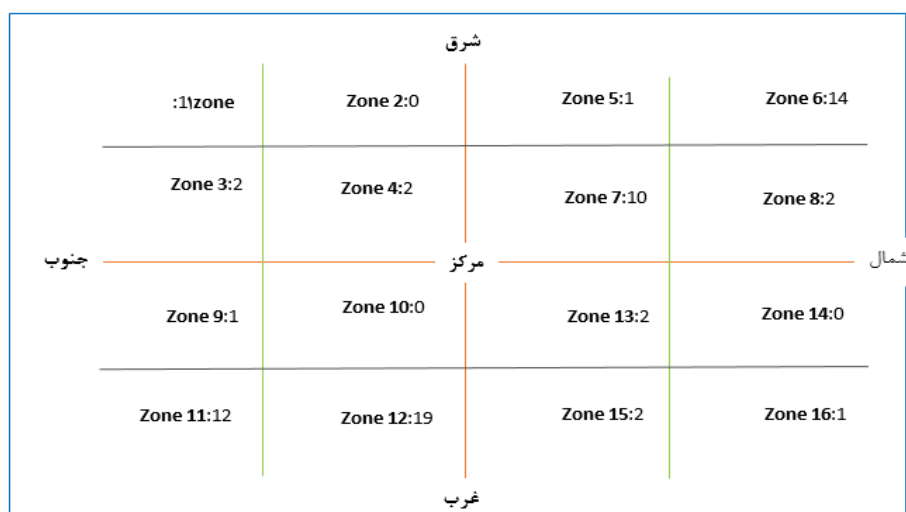 شرق
:1\zone
Zone 2:0
Zone 5:1
Zone 6:14
Zone 3:2
Zone 4:2
Zone 7:10
Zone 8:2
جنوب
مرکز
شمال
Zone 9:1
Zone 10:0
Zone 13:2
Zone 14:0
Zone 11:12
Zone 12:19
Zone 15:2
Zone 16:1
غرب